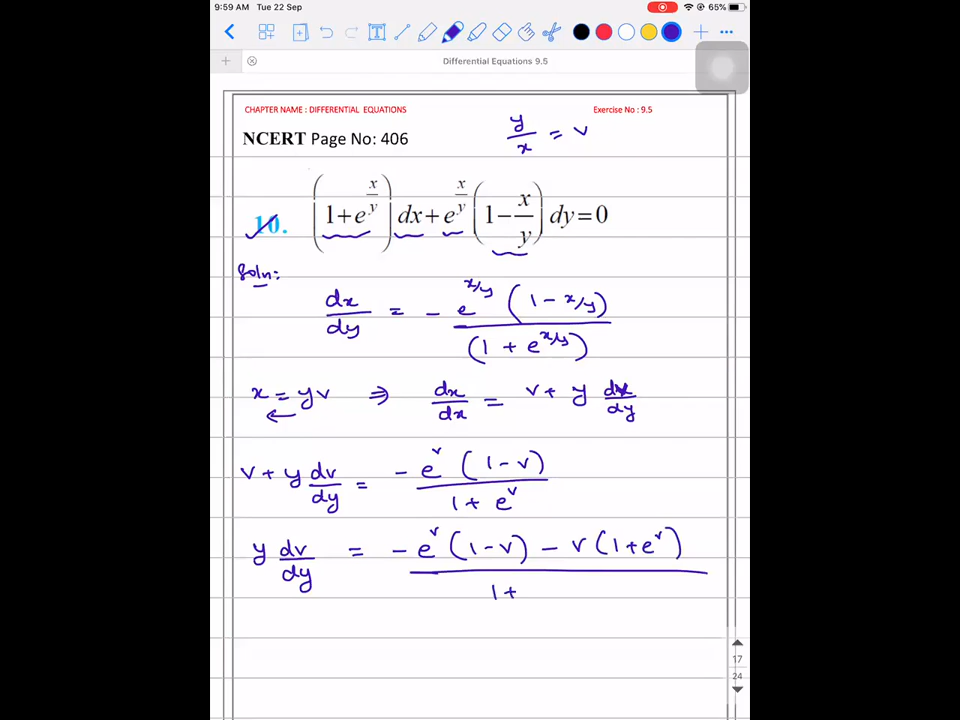 9:59 AM Tue 22 Sep 65%
Differential Equations 9.5
CHAPTER NAME : DIFFERENTIAL EQUATIONS Exercise No : 9.5
NCERT Page No: 406 y/x = v
10. (1+e^(x/y)) dx + e^(x/y) (1 − x/y) dy = 0
Soln:
dx/dy = − e^(x/y) (1 − x/y) / (1 + e^(x/y))
x = yv ⇒ dx/dx = v + y dv/dy
v + y dv/dy = − e^v (1 − v) / 1 + e^v
y dv/dy = − e^v (1 − v) − v (1 + e^v) / 1 +
17
24